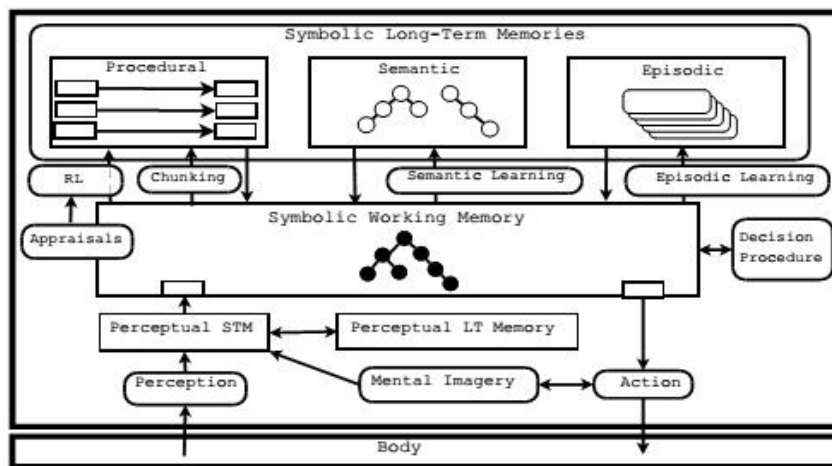 Symbolic Long-Term Memories
Procedural
Semantic
Episodic
RL
Chunking
Semantic Learning
Episodic Learning
Appraisals
Symbolic Working Memory
Decision
Procedure
Perceptual STM
Perceptual LT Memory
Perception
Mental Imagery
Action
Body